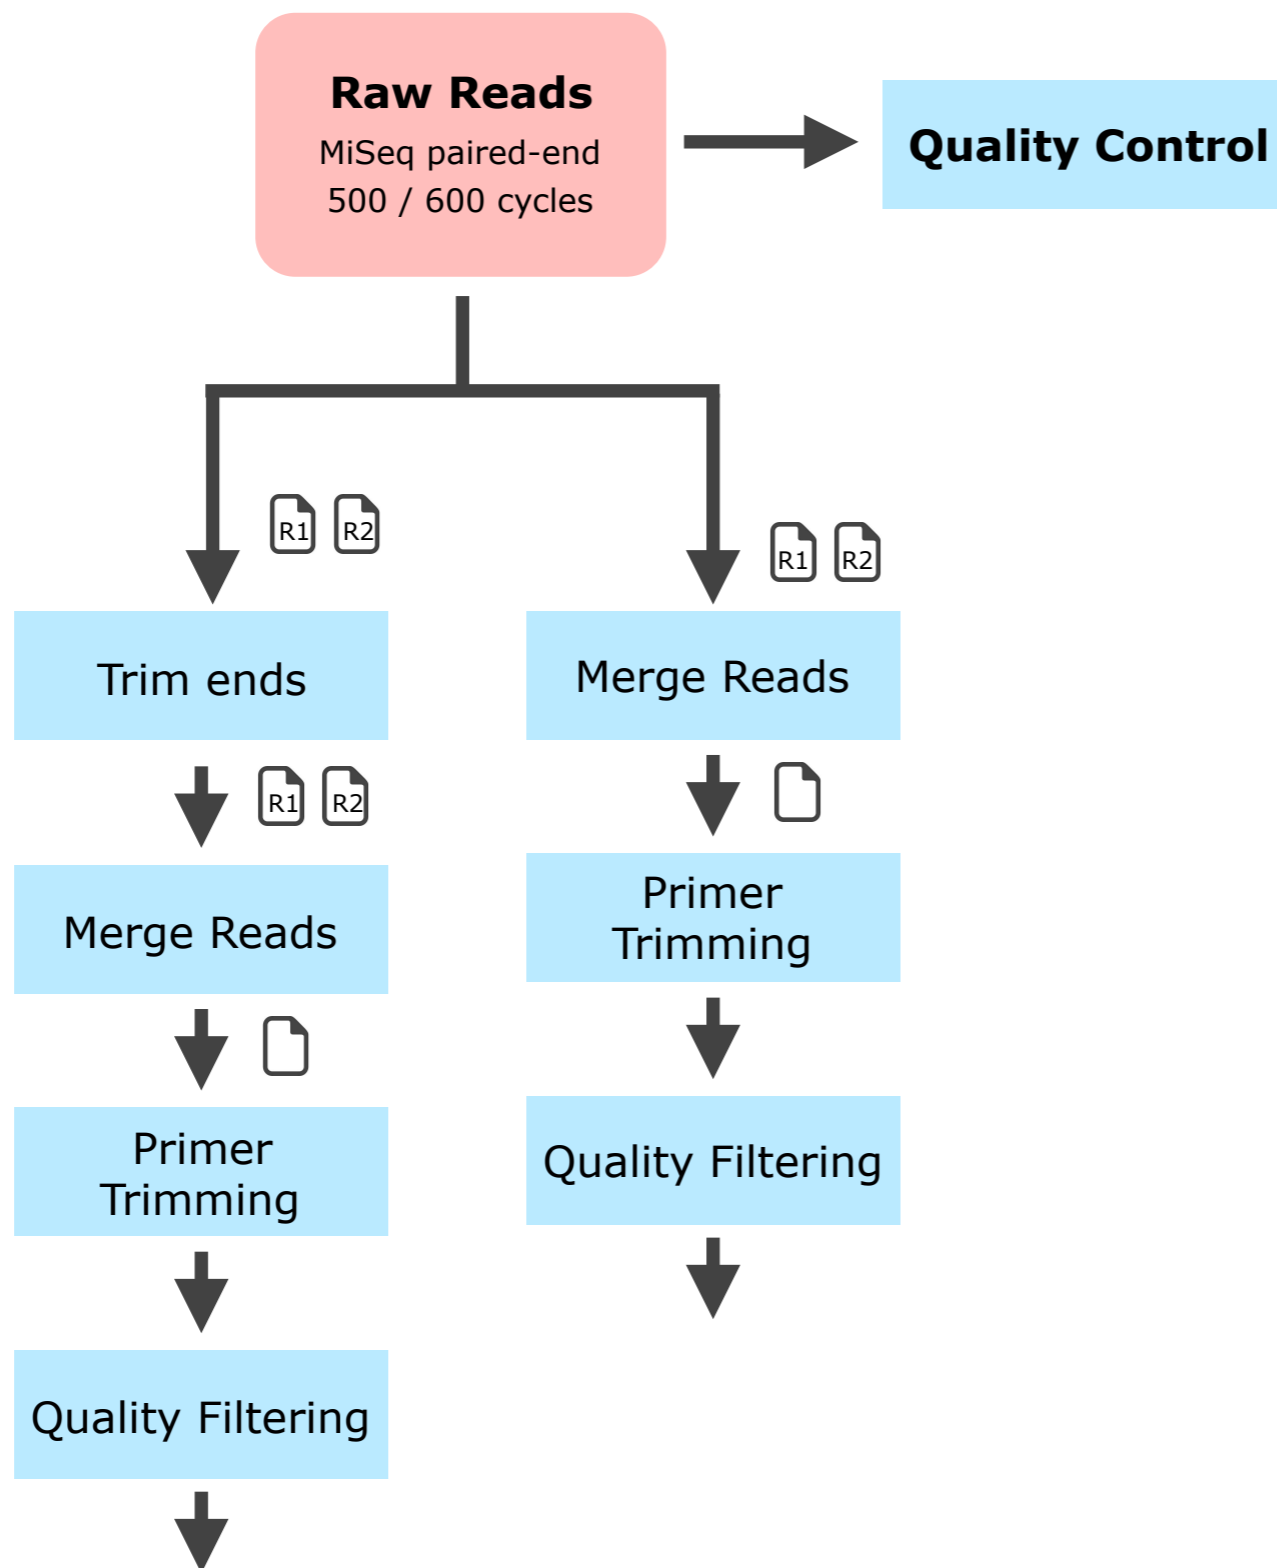 Raw Reads
MiSeq paired-end
500 / 600 cycles
Quality Control
R1 R2
R1 R2
Trim ends
Merge Reads
R1 R2
Primer
Trimming
Merge Reads
Primer
Trimming
Quality Filtering
Quality Filtering